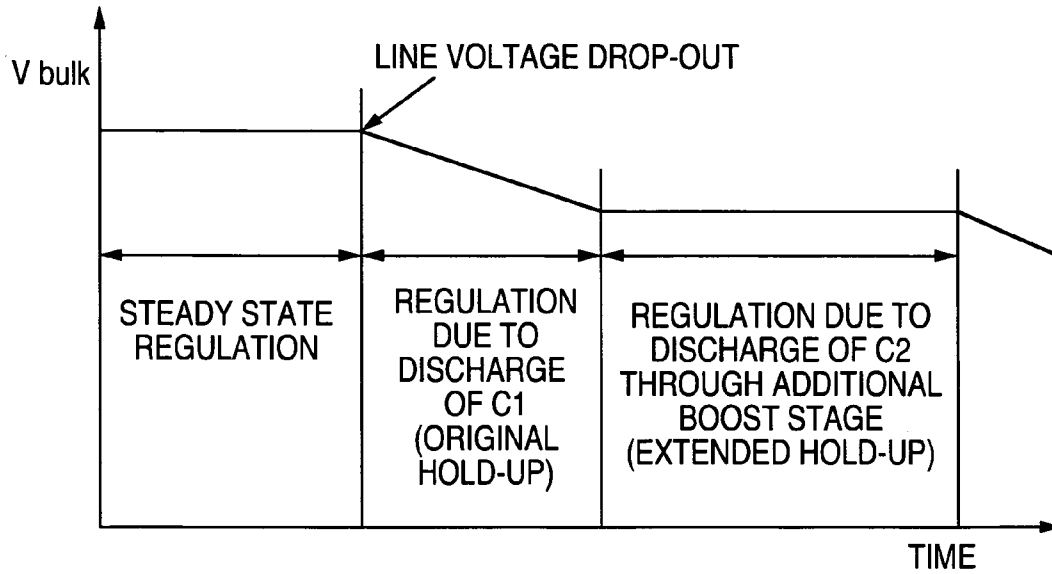 V bulk
LINE VOLTAGE DROP-OUT
STEADY STATE
REGULATION
REGULATION
DUE TO
DISCHARGE
OF C1
(ORIGINAL
HOLD-UP)
REGULATION DUE TO
DISCHARGE OF C2
THROUGH ADDITIONAL
BOOST STAGE
(EXTENDED HOLD-UP)
TIME